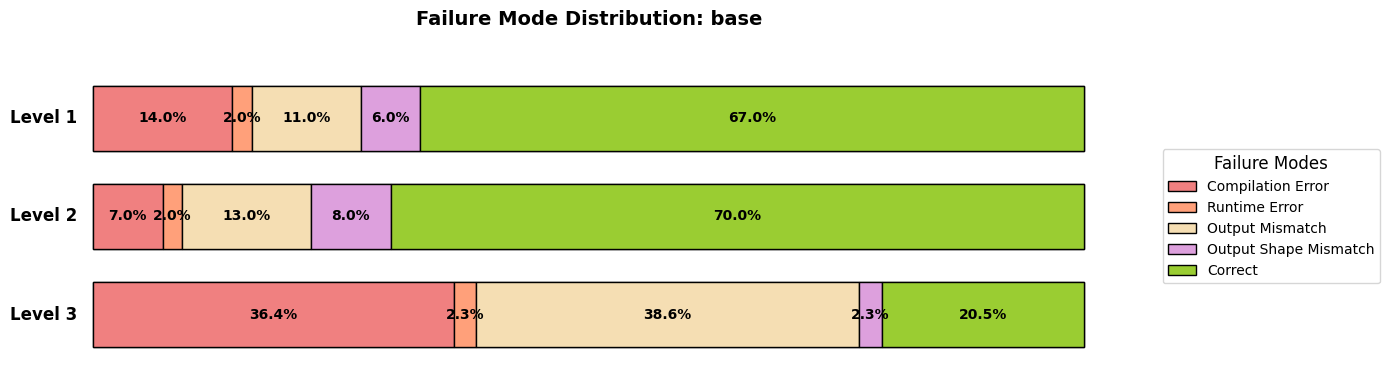 Failure Mode Distribution: base
Level 1
14.0%
2.0%
11.0%
6.0%
67.0%
Level 2
7.0%
2.0%
13.0%
8.0%
70.0%
Level 3
36.4%
2.3%
38.6%
2.3%
20.5%
Failure Modes
Compilation Error
Runtime Error
Output Mismatch
Output Shape Mismatch
Correct